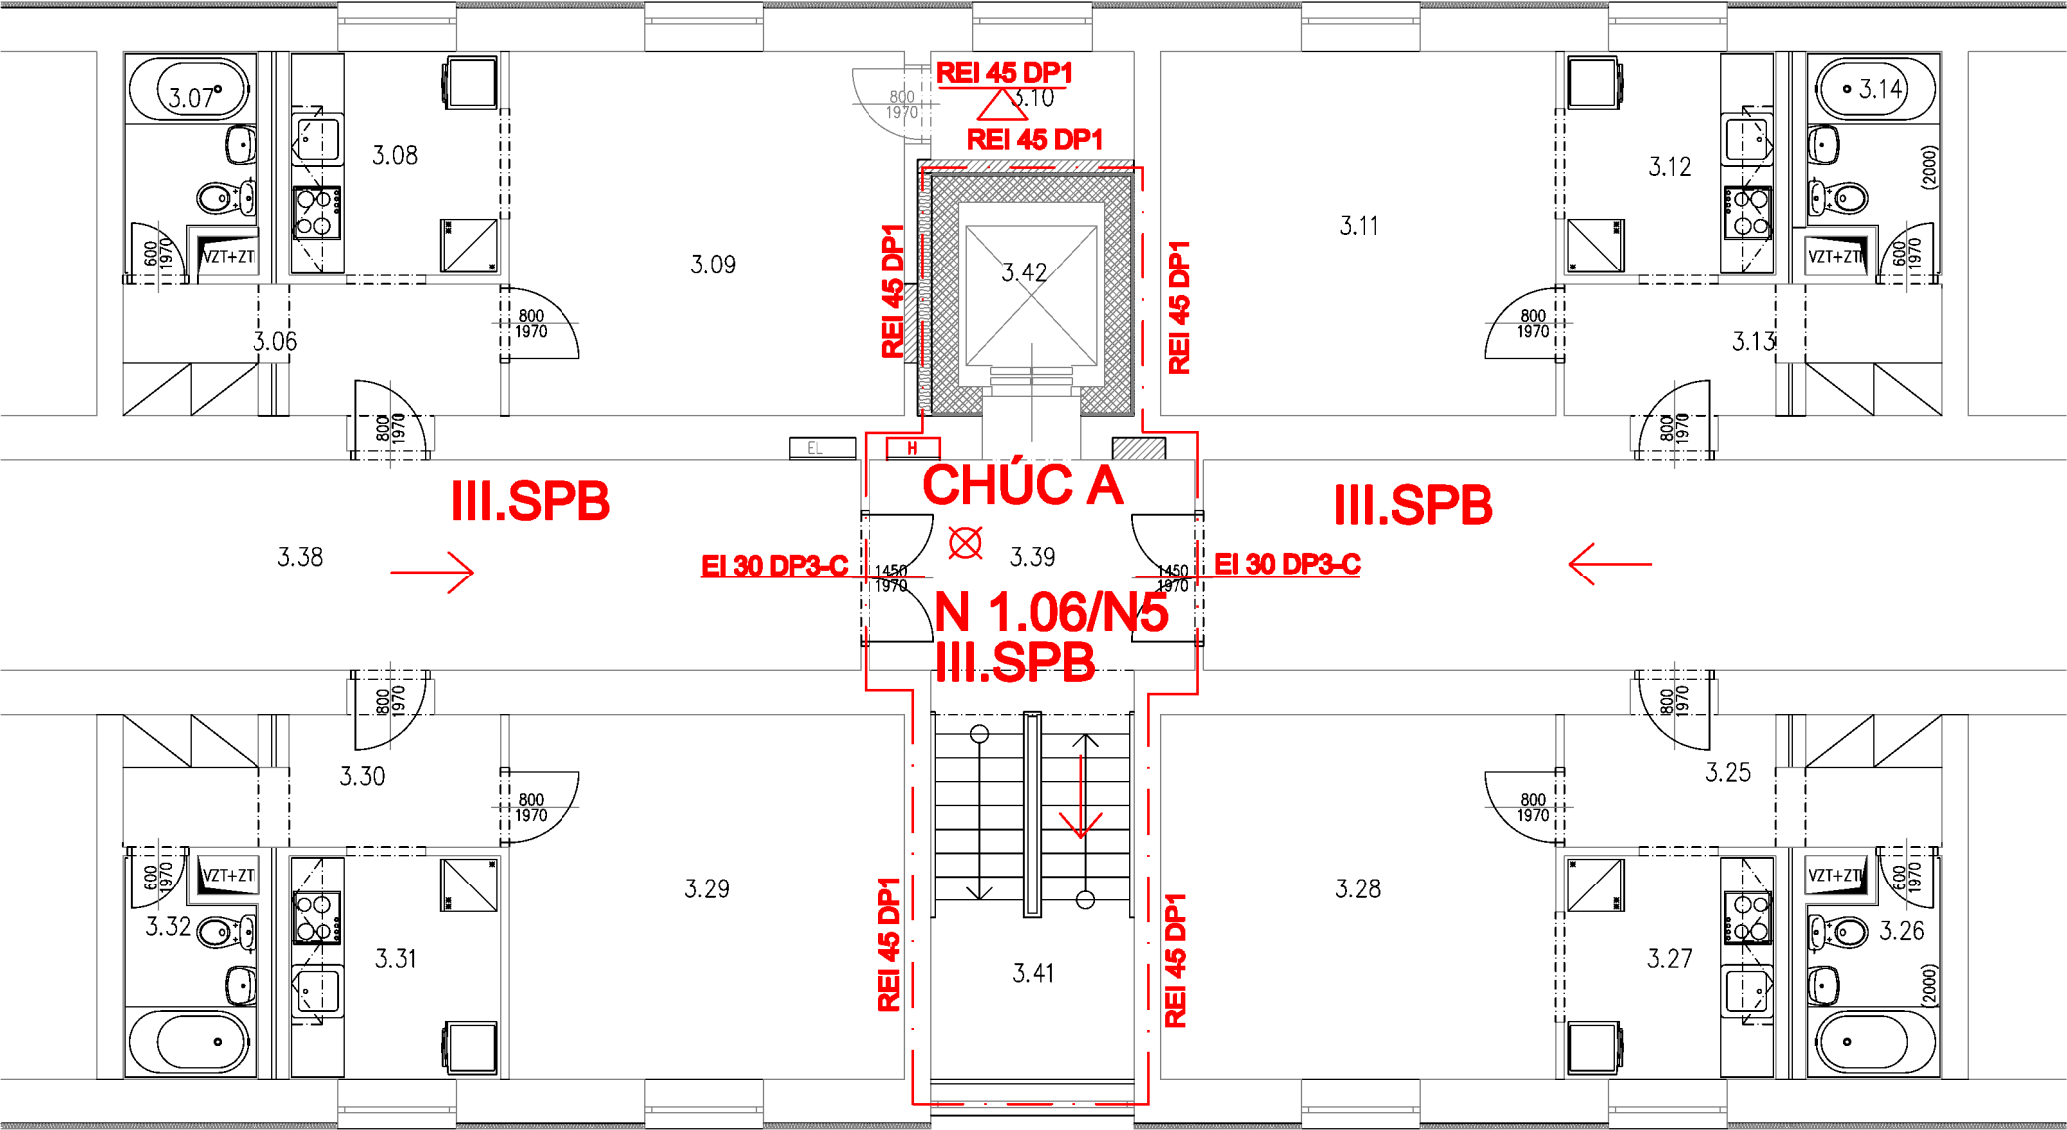 REI 45 DP1
3.07
800
1970
3.10
3.14
REI 45 DP1
3.08
3.12
(2000)
3.11
600
1970
VZT+ZTI
3.09
REI 45 DP1
3.42
REI 45 DP1
VZT+ZTI
600
1970
800
1970
800
1970
3.06
3.13
800
1970
EL
H
800
1970
III.SPB
CHÚC A
III.SPB
3.38
EI 30 DP3-C
1450
1970
3.39
1450
1970
EI 30 DP3-C
N 1.06/N5
III.SPB
800
1970
800
1970
3.30
3.25
800
1970
800
1970
600
1970
VZT+ZTI
3.29
3.28
VZT+ZTI
600
1970
3.32
REI 45 DP1
REI 45 DP1
3.26
3.31
3.41
3.27
(2000)